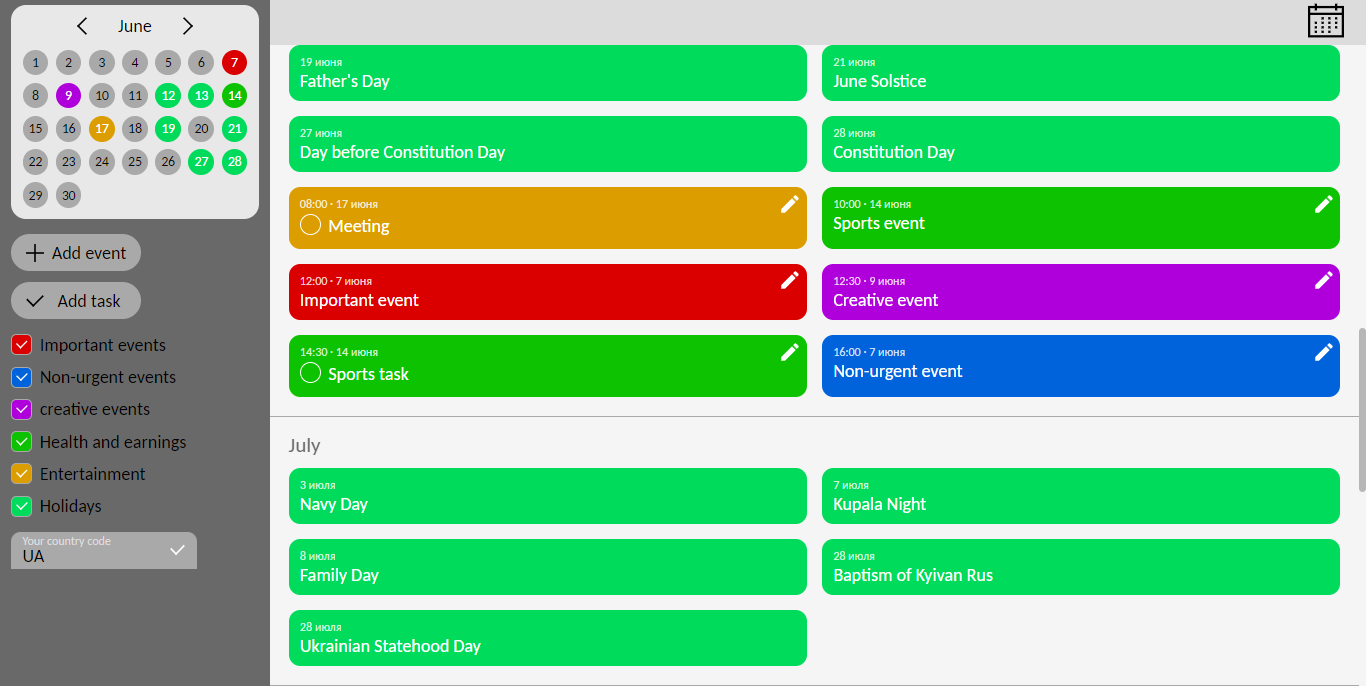 June
1 2 3 4 5 6 7
8 9 10 11 12 13 14
15 16 17 18 19 20 21
22 23 24 25 26 27 28
29 30
Add event
Add task
Important events
Non-urgent events
creative events
Health and earnings
Entertainment
Holidays
Your country code
UA
19 июня
Father's Day
21 июня
June Solstice
27 июня
Day before Constitution Day
28 июня
Constitution Day
08:00 · 17 июня
Meeting
10:00 · 14 июня
Sports event
12:00 · 7 июня
Important event
12:30 · 9 июня
Creative event
14:30 · 14 июня
Sports task
16:00 · 7 июня
Non-urgent event
July
3 июля
Navy Day
7 июля
Kupala Night
8 июля
Family Day
28 июля
Baptism of Kyivan Rus
28 июля
Ukrainian Statehood Day